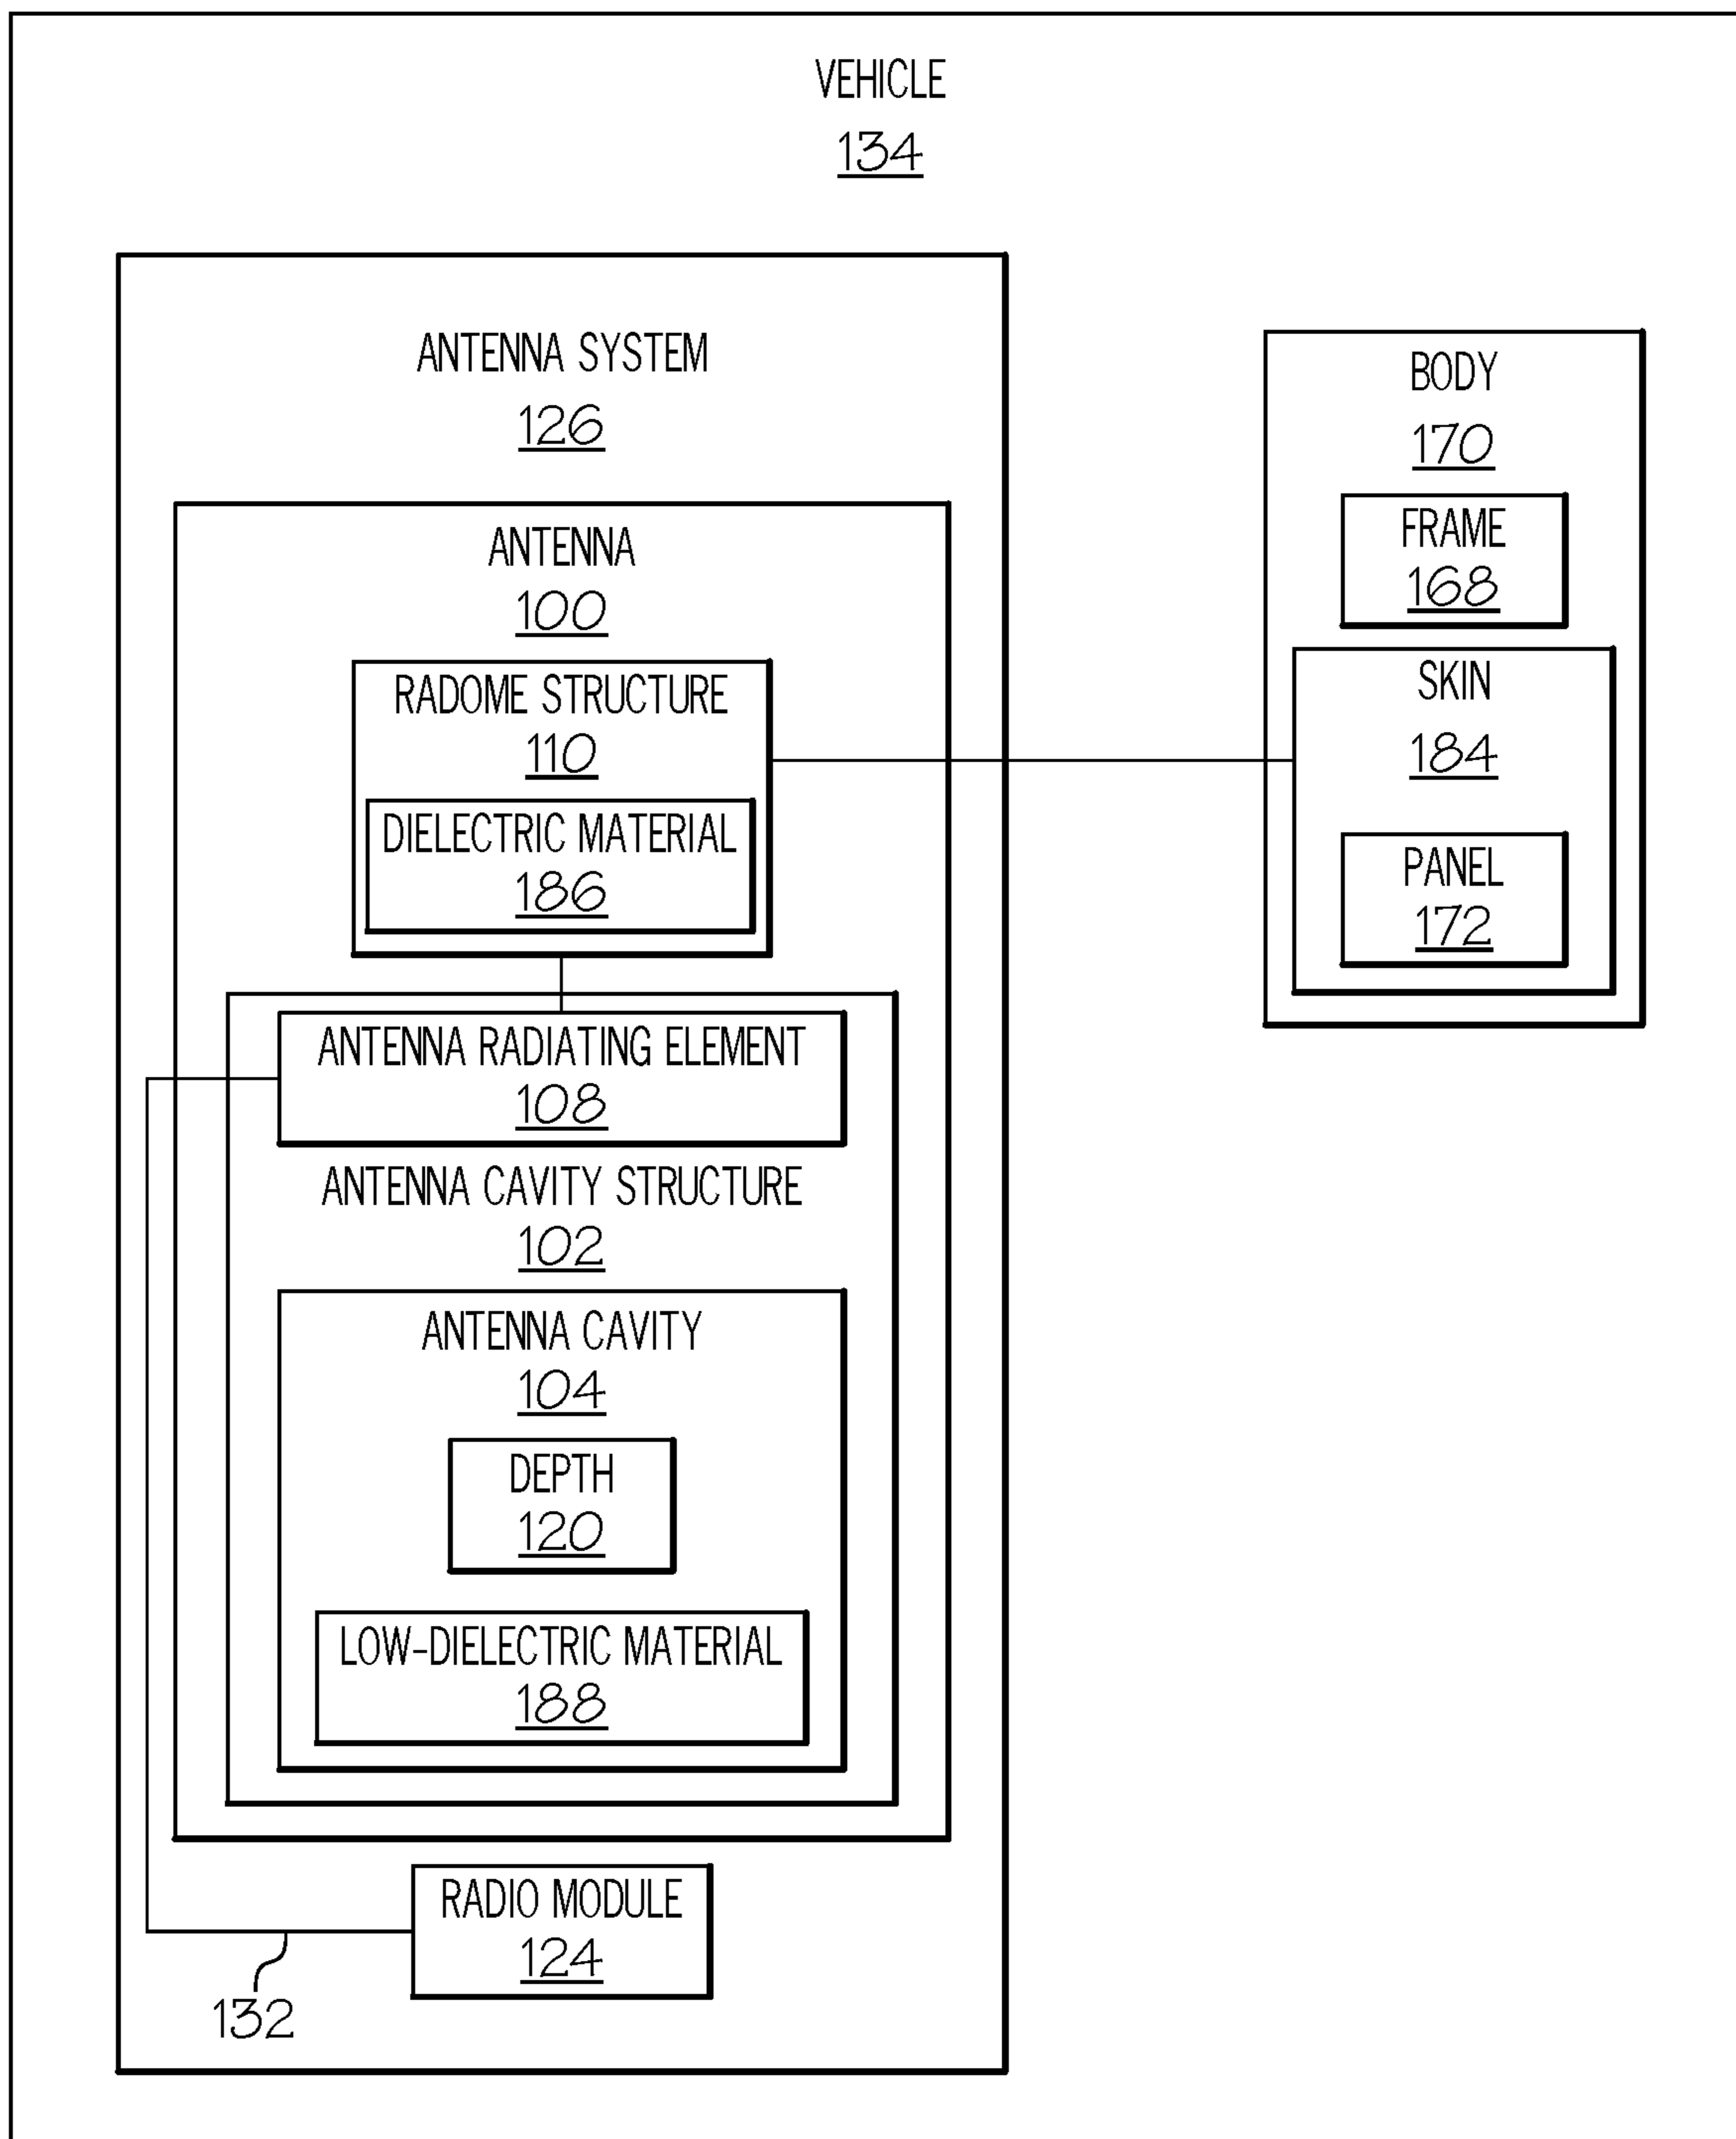 VEHICLE
134
ANTENNA SYSTEM
126
ANTENNA
100
RADOME STRUCTURE
110
DIELECTRIC MATERIAL
186
ANTENNA RADIATING ELEMENT
108
ANTENNA CAVITY STRUCTURE
102
ANTENNA CAVITY
104
DEPTH
120
LOW-DIELECTRIC MATERIAL
188
RADIO MODULE
124
132
BODY
170
FRAME
168
SKIN
184
PANEL
172